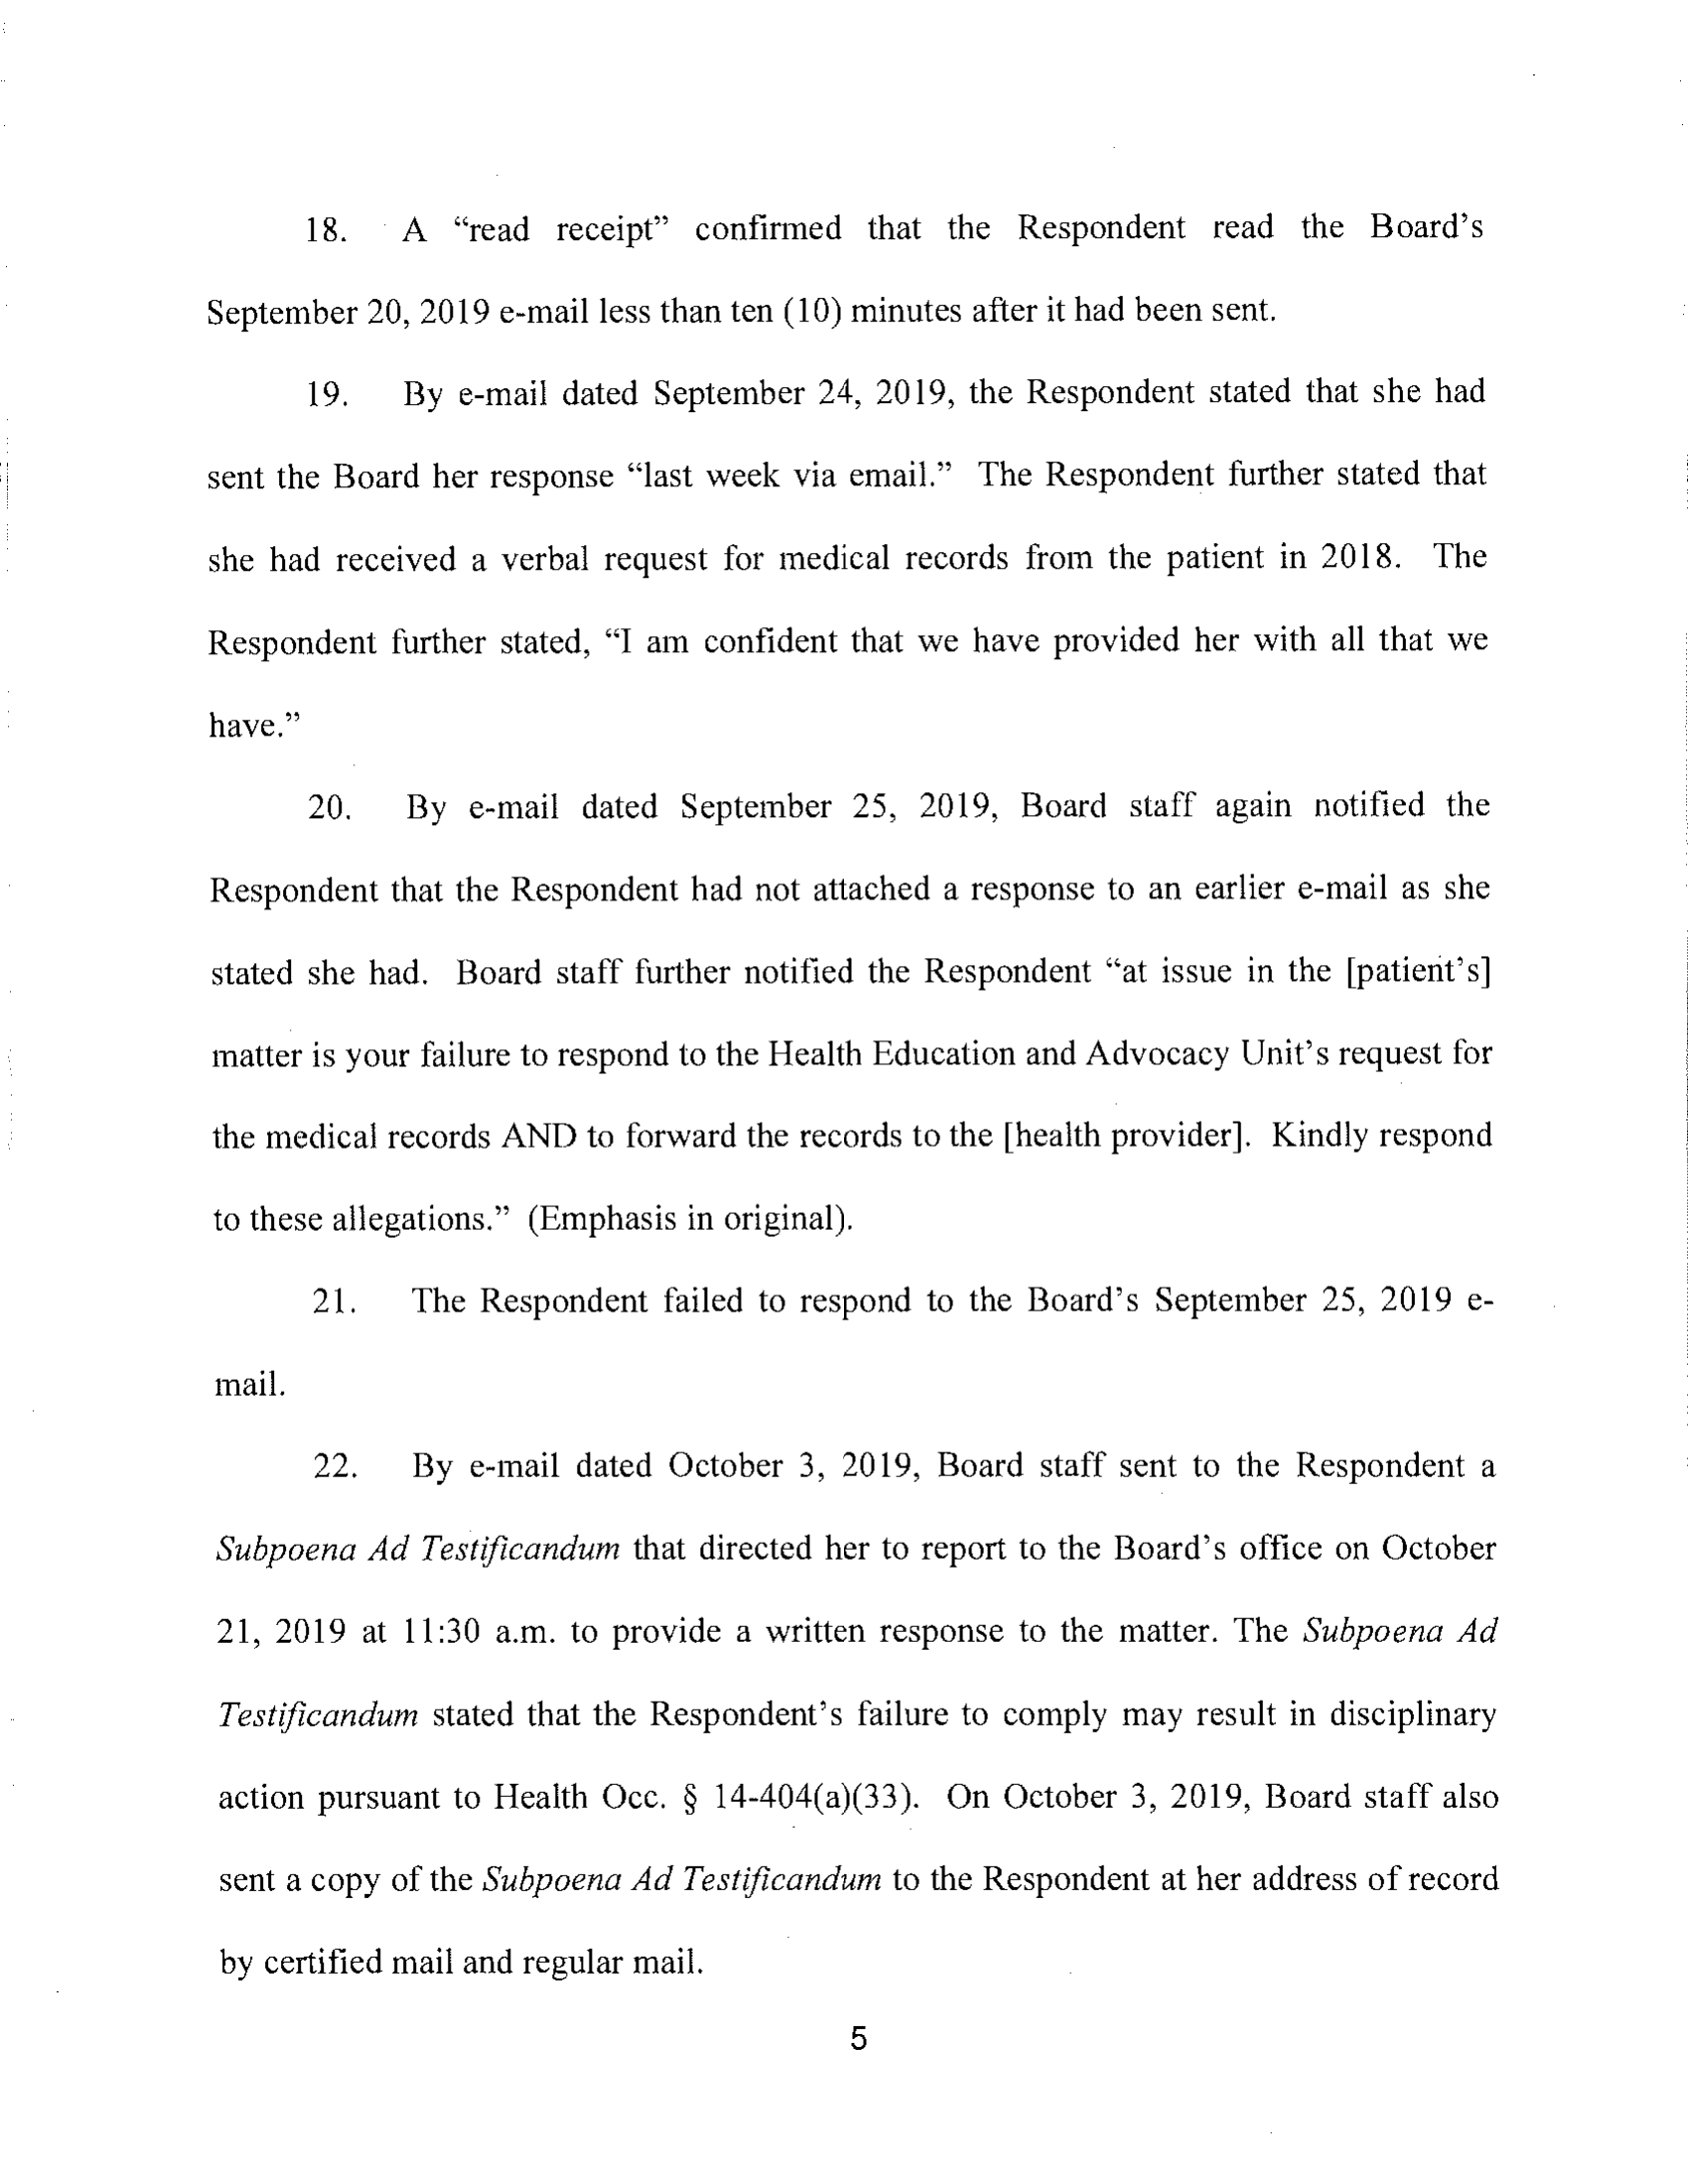 18. A “read receipt” confirmed that the Respondent read the Board’s
September 20, 2019 e-mail less than ten (10) minutes after it had been sent.
19. By e-mail dated September 24, 2019, the Respondent stated that she had
sent the Board her response “last week via email.” The Respondent further stated that
she had received a verbal request for medical records from the patient in 2018. The
Respondent further stated, “I am confident that we have provided her with all that we
have.”
20. By e-mail dated September 25, 2019, Board staff again notified the
Respondent that the Respondent had not attached a response to an earlier e-mail as she
stated she had. Board staff further notified the Respondent “at issue in the [patient’s]
matter is your failure to respond to the Health Education and Advocacy Unit’s request for
the medical records AND to forward the records to the [health provider]. Kindly respond
to these allegations.” (Emphasis in original).
21. The Respondent failed to respond to the Board’s September 25, 2019 e-
mail.
22. By e-mail dated October 3, 2019, Board staff sent to the Respondent a
Subpoena Ad Testificandum that directed her to report to the Board’s office on October
21, 2019 at 11:30 a.m. to provide a written response to the matter. The Subpoena Ad
Testificandum stated that the Respondent’s failure to comply may result in disciplinary
action pursuant to Health Occ. § 14-404(a)(33). On October 3, 2019, Board staff also
sent a copy of the Subpoena Ad Testificandum to the Respondent at her address of record
by certified mail and regular mail.
5